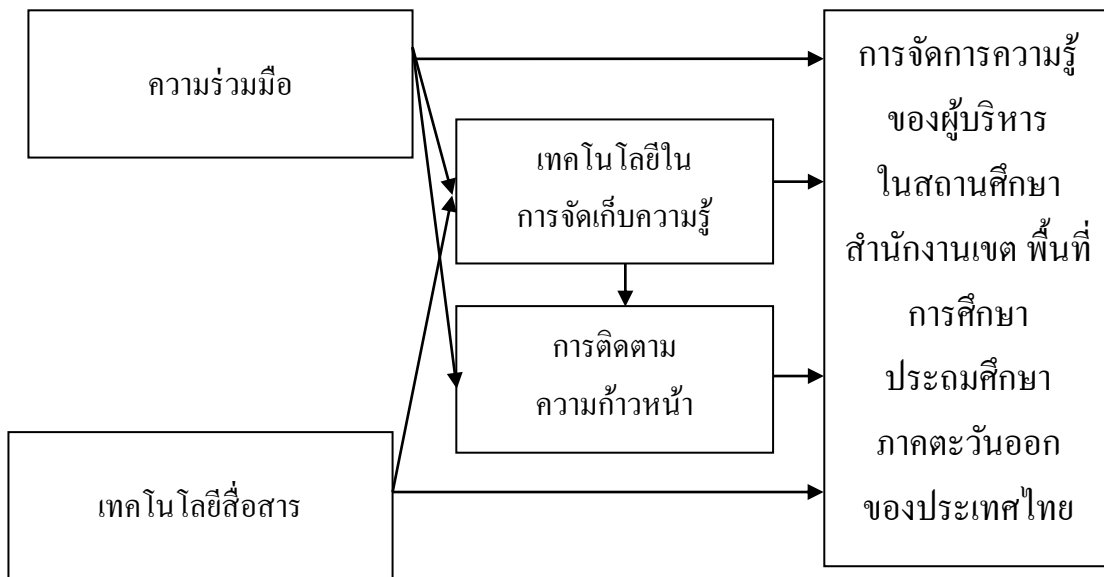 ความร่วมมือ
เทคโนโลยีใน
การจัดเก็บความรู้
การติดตาม
ความก้าวหน้า
เทคโนโลยีสื่อสาร
การจัดการความรู้
ของผู้บริหาร
ในสถานศึกษา
สำนักงานเขต พื้นที่
การศึกษา
ประถมศึกษา
ภาคตะวันออก
ของประเทศไทย